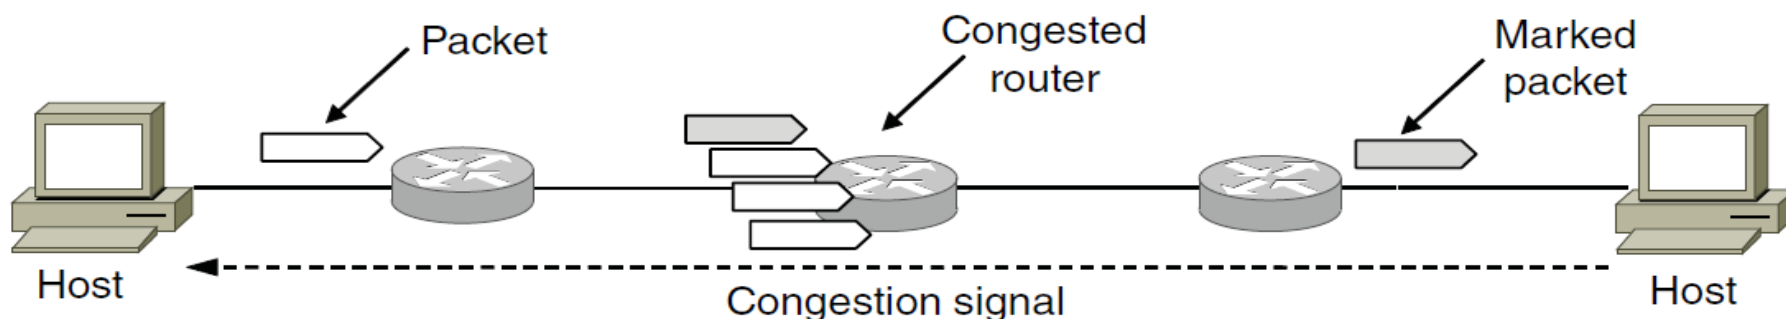 Packet
Congested
router
Marked
packet
Host
Congestion signal
Host